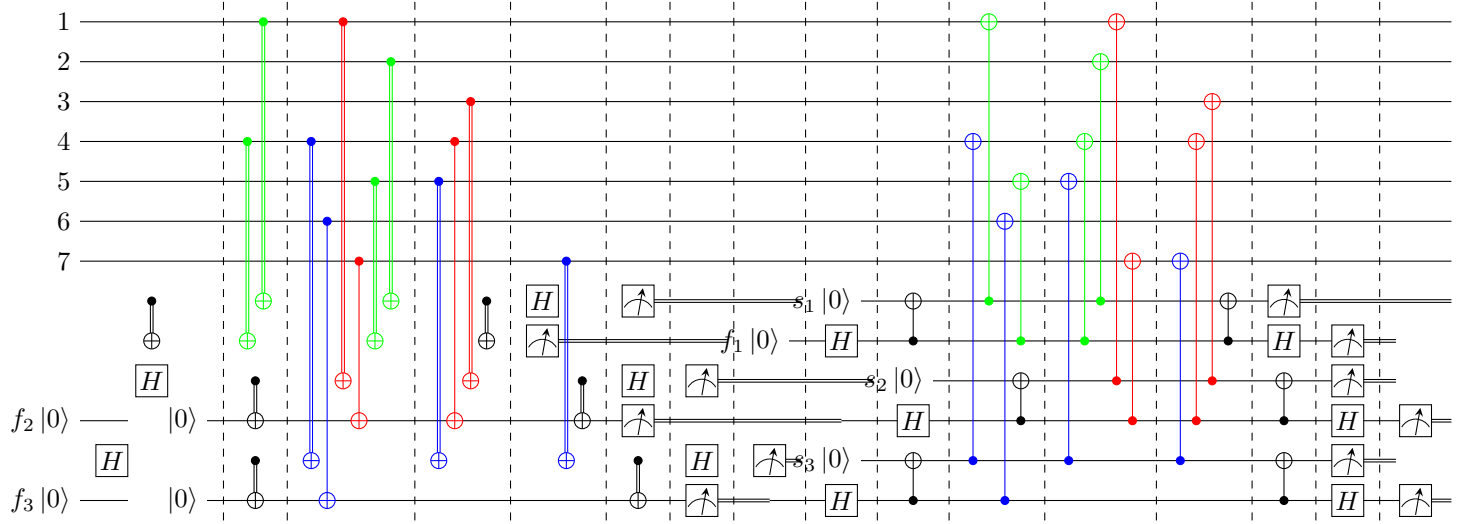 1
2
3
4
5
6
7
H s₁ |0⟩ H
f₁ |0⟩ H H
H H s₂ |0⟩
f₂ |0⟩ |0⟩ H H
H H s₃ |0⟩
f₃ |0⟩ |0⟩ H H